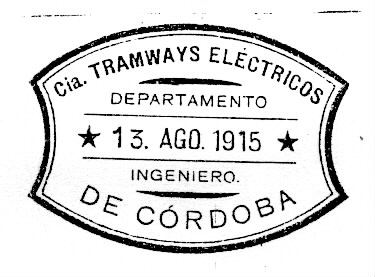 Cia. TRAMWAYS ELÉCTRICOS
DEPARTAMENTO
★ 13. AGO. 1915 ★
INGENIERO.
DE CÓRDOBA